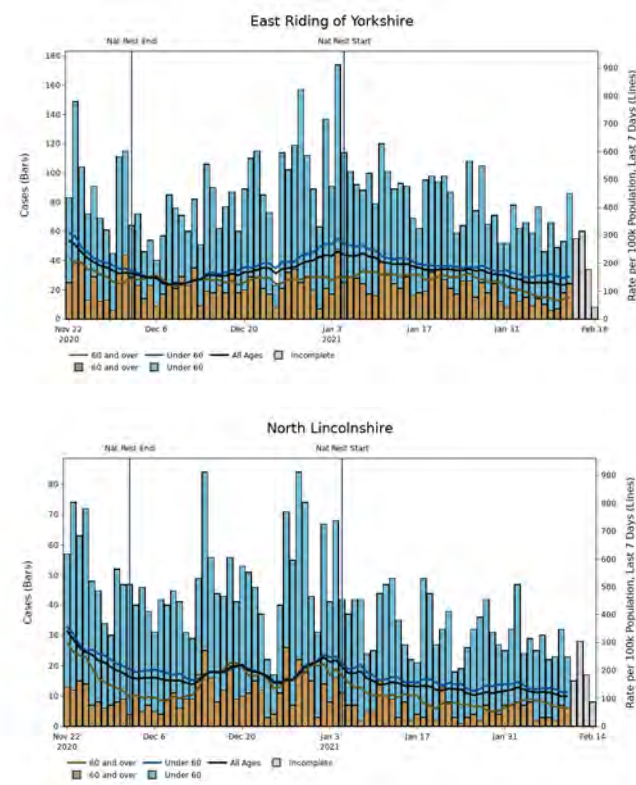 East Riding of Yorkshire
Nat Rest End
Nat Rest Start
180
160
140
120
100
80
60
40
20
0
Cases (Bars)
900
800
700
600
500
400
300
200
100
0
Rate per 100k Population, Last 7 Days (Lines)
Nov 22 Dec 6 Dec 20 Jan 3 Jan 17 Jan 31
2020 2021
60 and over Under 60 All Ages Incomplete
60 and over Under 60
North Lincolnshire
Nat Rest End
Nat Rest Start
80
70
60
50
40
30
20
10
0
Cases (Bars)
900
800
700
600
500
400
300
200
100
0
Rate per 100k Population, Last 7 Days (Lines)
Nov 22 Dec 6 Dec 20 Jan 3 Jan 17 Jan 31 Feb 14
2020 2021
60 and over Under 60 All Ages Incomplete
60 and over Under 60